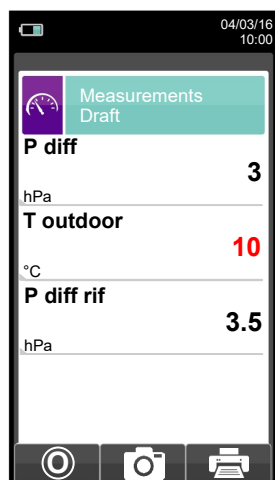 04/03/16
10:00
Measurements
Draft
P diff
3
hPa
T outdoor
10
°C
P diff rif
3.5
hPa